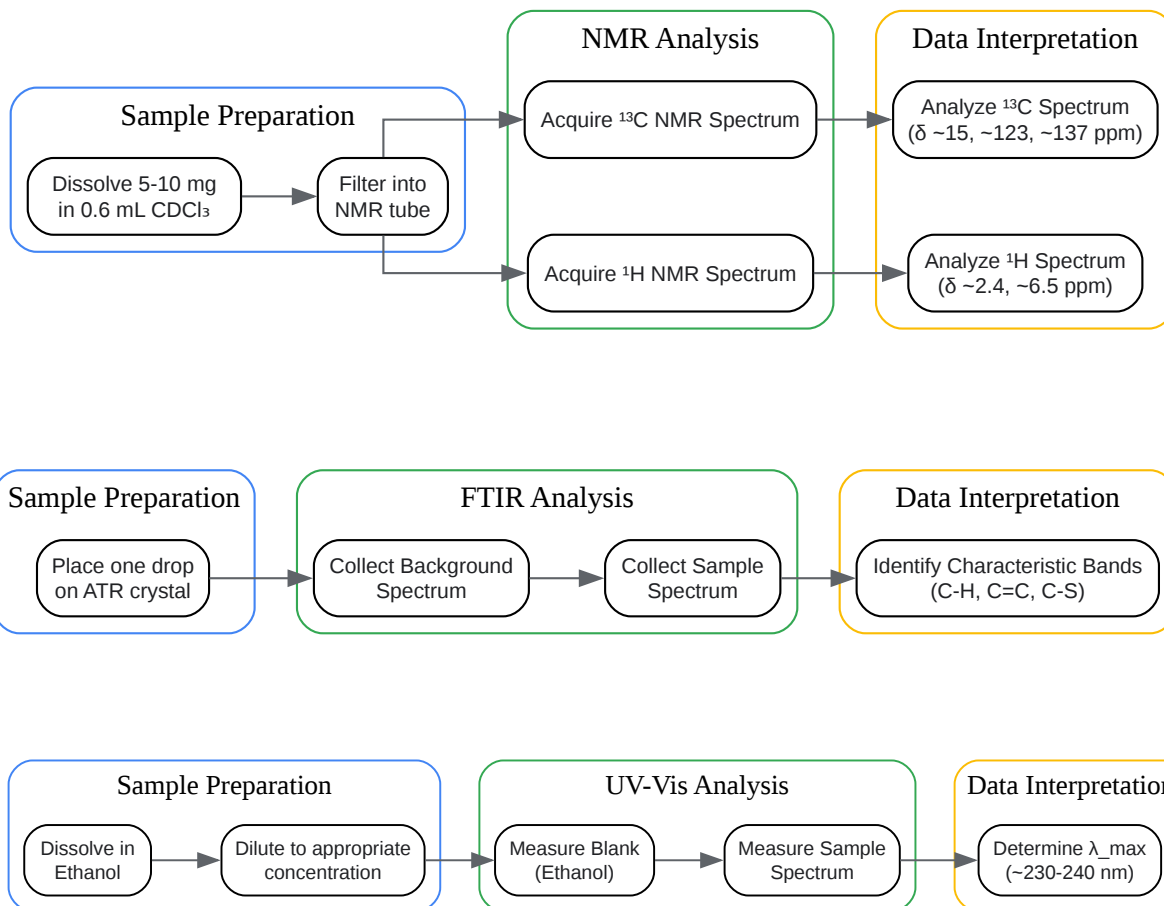 NMR Analysis
Data Interpretation
Sample Preparation
Acquire ¹³C NMR Spectrum
Analyze ¹³C Spectrum
(δ ~15, ~123, ~137 ppm)
Dissolve 5-10 mg
in 0.6 mL CDCl₃
Filter into
NMR tube
Acquire ¹H NMR Spectrum
Analyze ¹H Spectrum
(δ ~2.4, ~6.5 ppm)
Sample Preparation
FTIR Analysis
Data Interpretation
Place one drop
on ATR crystal
Collect Background
Spectrum
Collect Sample
Spectrum
Identify Characteristic Bands
(C-H, C=C, C-S)
Sample Preparation
UV-Vis Analysis
Data Interpretation
Dissolve in
Ethanol
Dilute to appropriate
concentration
Measure Blank
(Ethanol)
Measure Sample
Spectrum
Determine λ_max
(~230-240 nm)